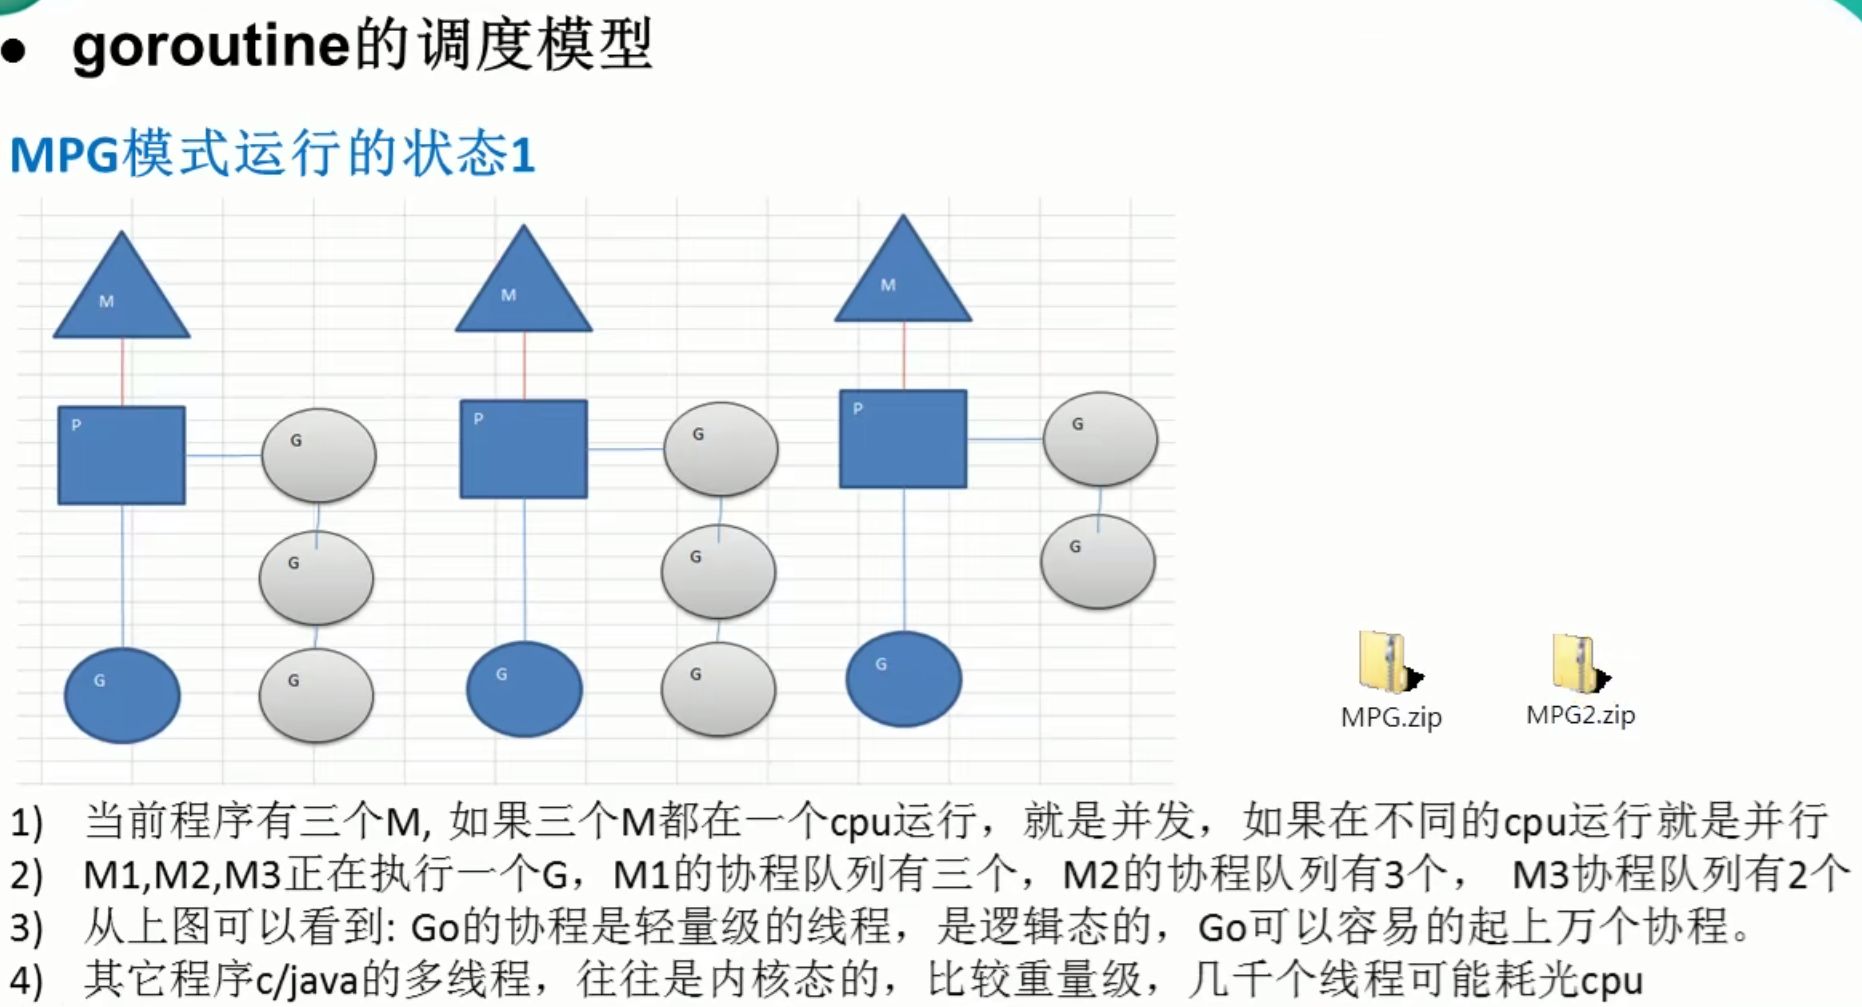 ● goroutine的调度模型
MPG模式运行的状态1
M
M
M
P
G
P
G
P
G
G
G
G
G
G
G
G
G
G
MPG.zip
MPG2.zip
1) 当前程序有三个M, 如果三个M都在一个cpu运行，就是并发，如果在不同的cpu运行就是并行
2) M1,M2,M3正在执行一个G，M1的协程队列有三个，M2的协程队列有3个， M3协程队列有2个
3) 从上图可以看到: Go的协程是轻量级的线程，是逻辑态的，Go可以容易的起上万个协程。
4) 其它程序c/java的多线程，往往是内核态的，比较重量级，几千个线程可能耗光cpu